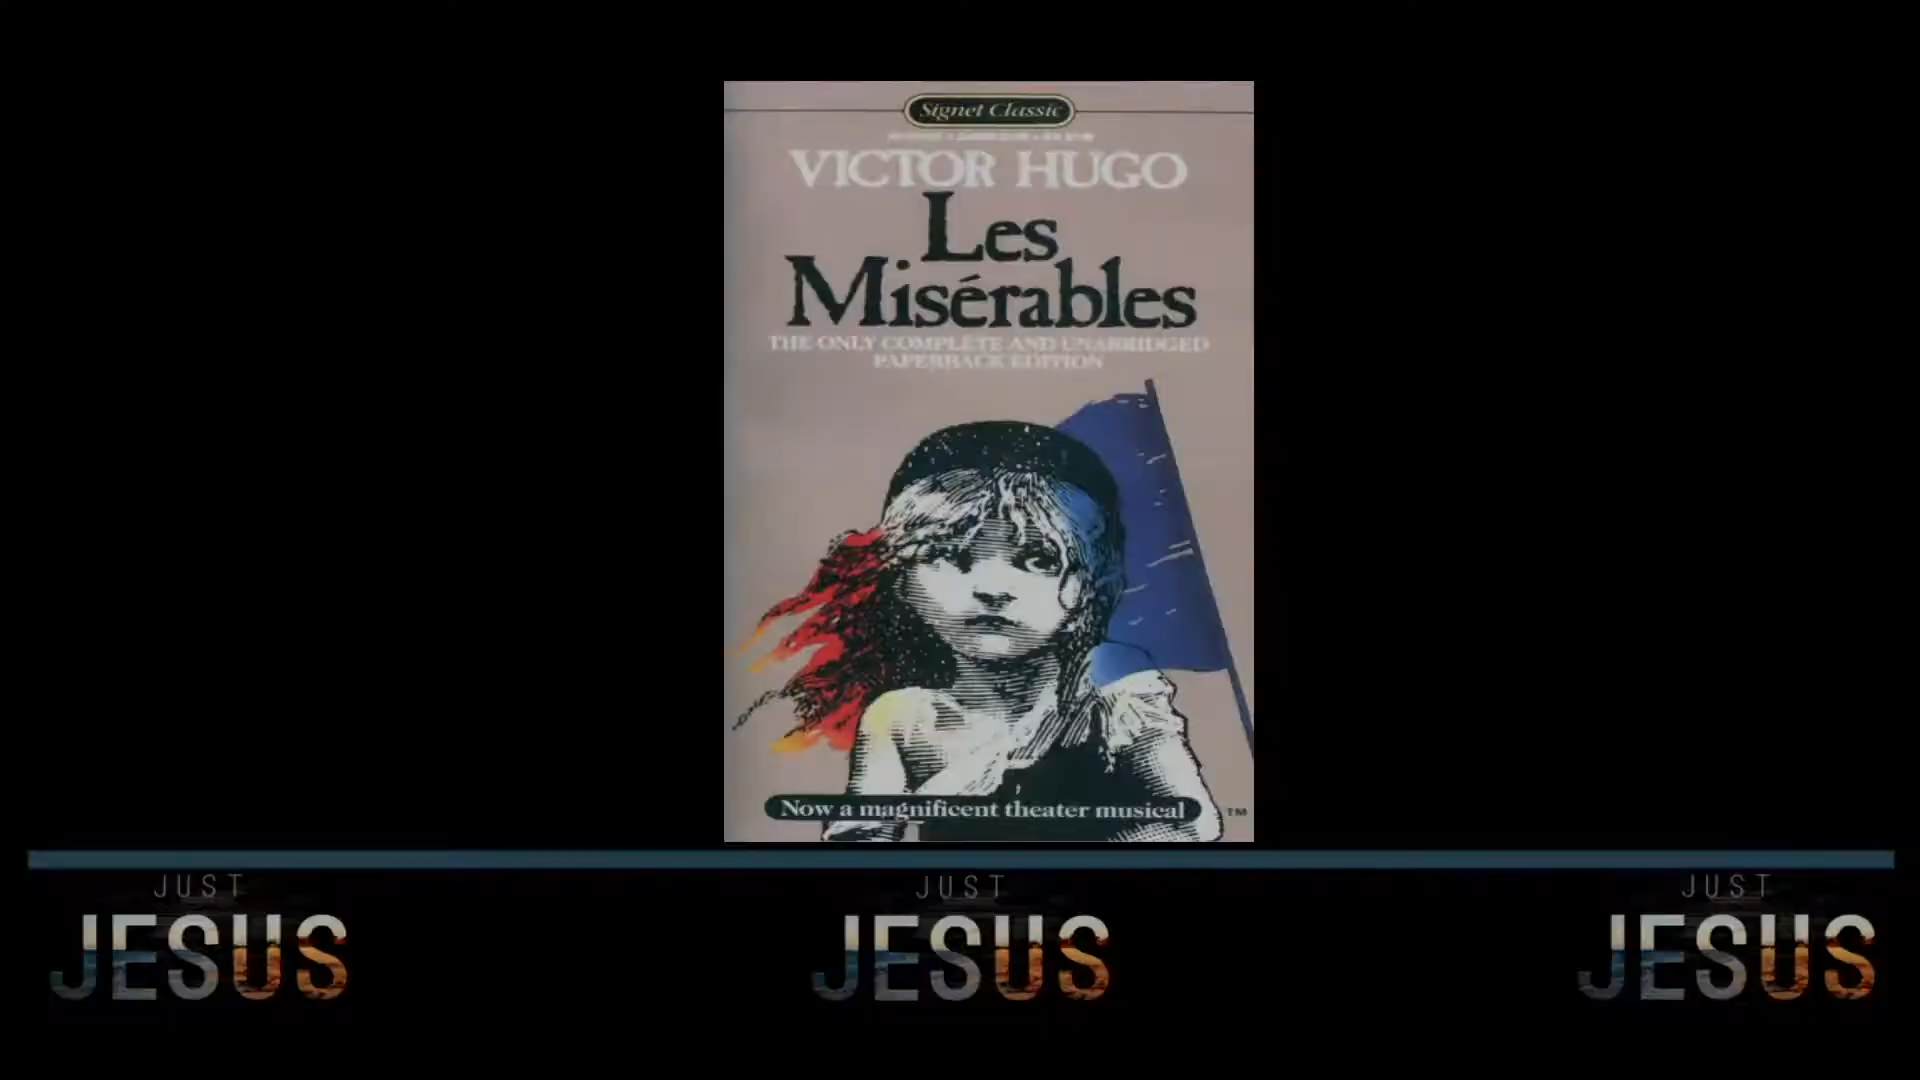 Signet Classic
VICTOR HUGO
Les
Misérables
THE ONLY COMPLETE AND UNABRIDGED
PAPERBACK EDITION
Now a magnificent theater musical
TM
JUST
JESUS
JUST
JESUS
JUST
JESUS